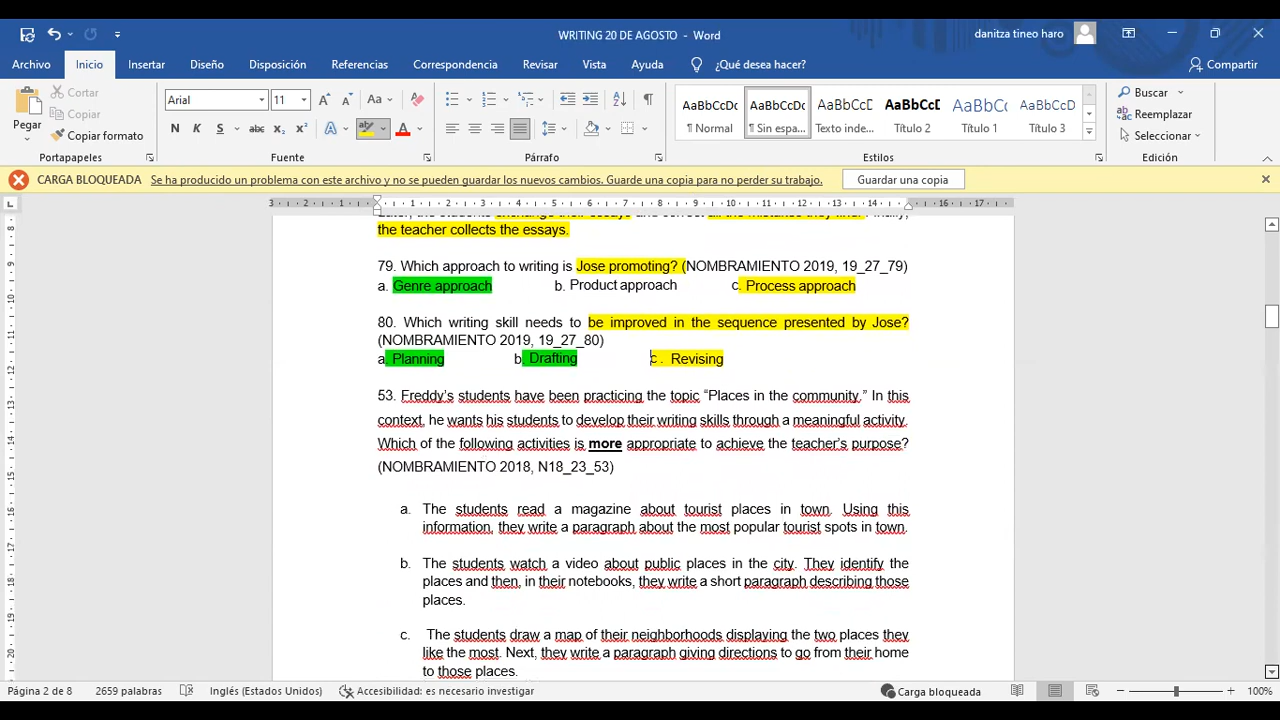 WRITING 20 DE AGOSTO - Word
danitza tineo haro
Archivo Inicio Insertar Diseño Disposición Referencias Correspondencia Revisar Vista Ayuda ¿Qué desea hacer? Compartir
Pegar
Cortar
Copiar
Copiar formato
Portapapeles
Arial 11
Aa
N K S abc x₂ x²
Fuente
Párrafo
AaBbCcDc AaBbCcDc AaBbCcD AaBbCcD AaBbCcD AaBbCcD
¶ Normal ¶ Sin espa... Texto inde... Título 2 Título 1 Título 3
Estilos
Buscar
Reemplazar
Seleccionar
Edición
CARGA BLOQUEADA Se ha producido un problema con este archivo y no se pueden guardar los nuevos cambios. Guarde una copia para no perder su trabajo. Guardar una copia
the teacher collects the essays.
79. Which approach to writing is Jose promoting? (NOMBRAMIENTO 2019, 19_27_79)
a. Genre approach b. Product approach c. Process approach
80. Which writing skill needs to be improved in the sequence presented by Jose?
(NOMBRAMIENTO 2019, 19_27_80)
a. Planning b. Drafting c . Revising
53. Freddy’s students have been practicing the topic “Places in the community.” In this
context, he wants his students to develop their writing skills through a meaningful activity.
Which of the following activities is more appropriate to achieve the teacher’s purpose?
(NOMBRAMIENTO 2018, N18_23_53)
a. The students read a magazine about tourist places in town. Using this
information, they write a paragraph about the most popular tourist spots in town.
b. The students watch a video about public places in the city. They identify the
places and then, in their notebooks, they write a short paragraph describing those
places.
c. The students draw a map of their neighborhoods displaying the two places they
like the most. Next, they write a paragraph giving directions to go from their home
to those places.
Página 2 de 8 2659 palabras Inglés (Estados Unidos) Accesibilidad: es necesario investigar Carga bloqueada 100%